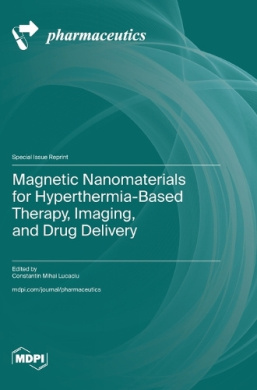 pharmaceutics
Special Issue Reprint
Magnetic Nanomaterials
for Hyperthermia-Based
Therapy, Imaging,
and Drug Delivery
Edited by
Constantin Mihai Lucaciu
mdpi.com/journal/pharmaceutics
MDPI